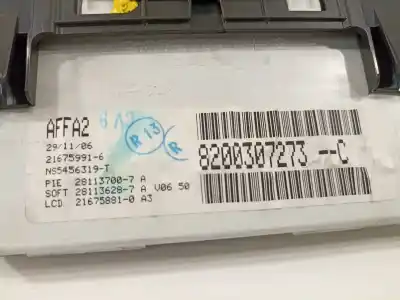 AFFA2
29/11/06
21675991-6
NS5456319-T
PIE 28113700-7 A
SOFT 28113628-7 A V06 50
LCD 21675881-0 A3
R 13
R
8200307273 --C